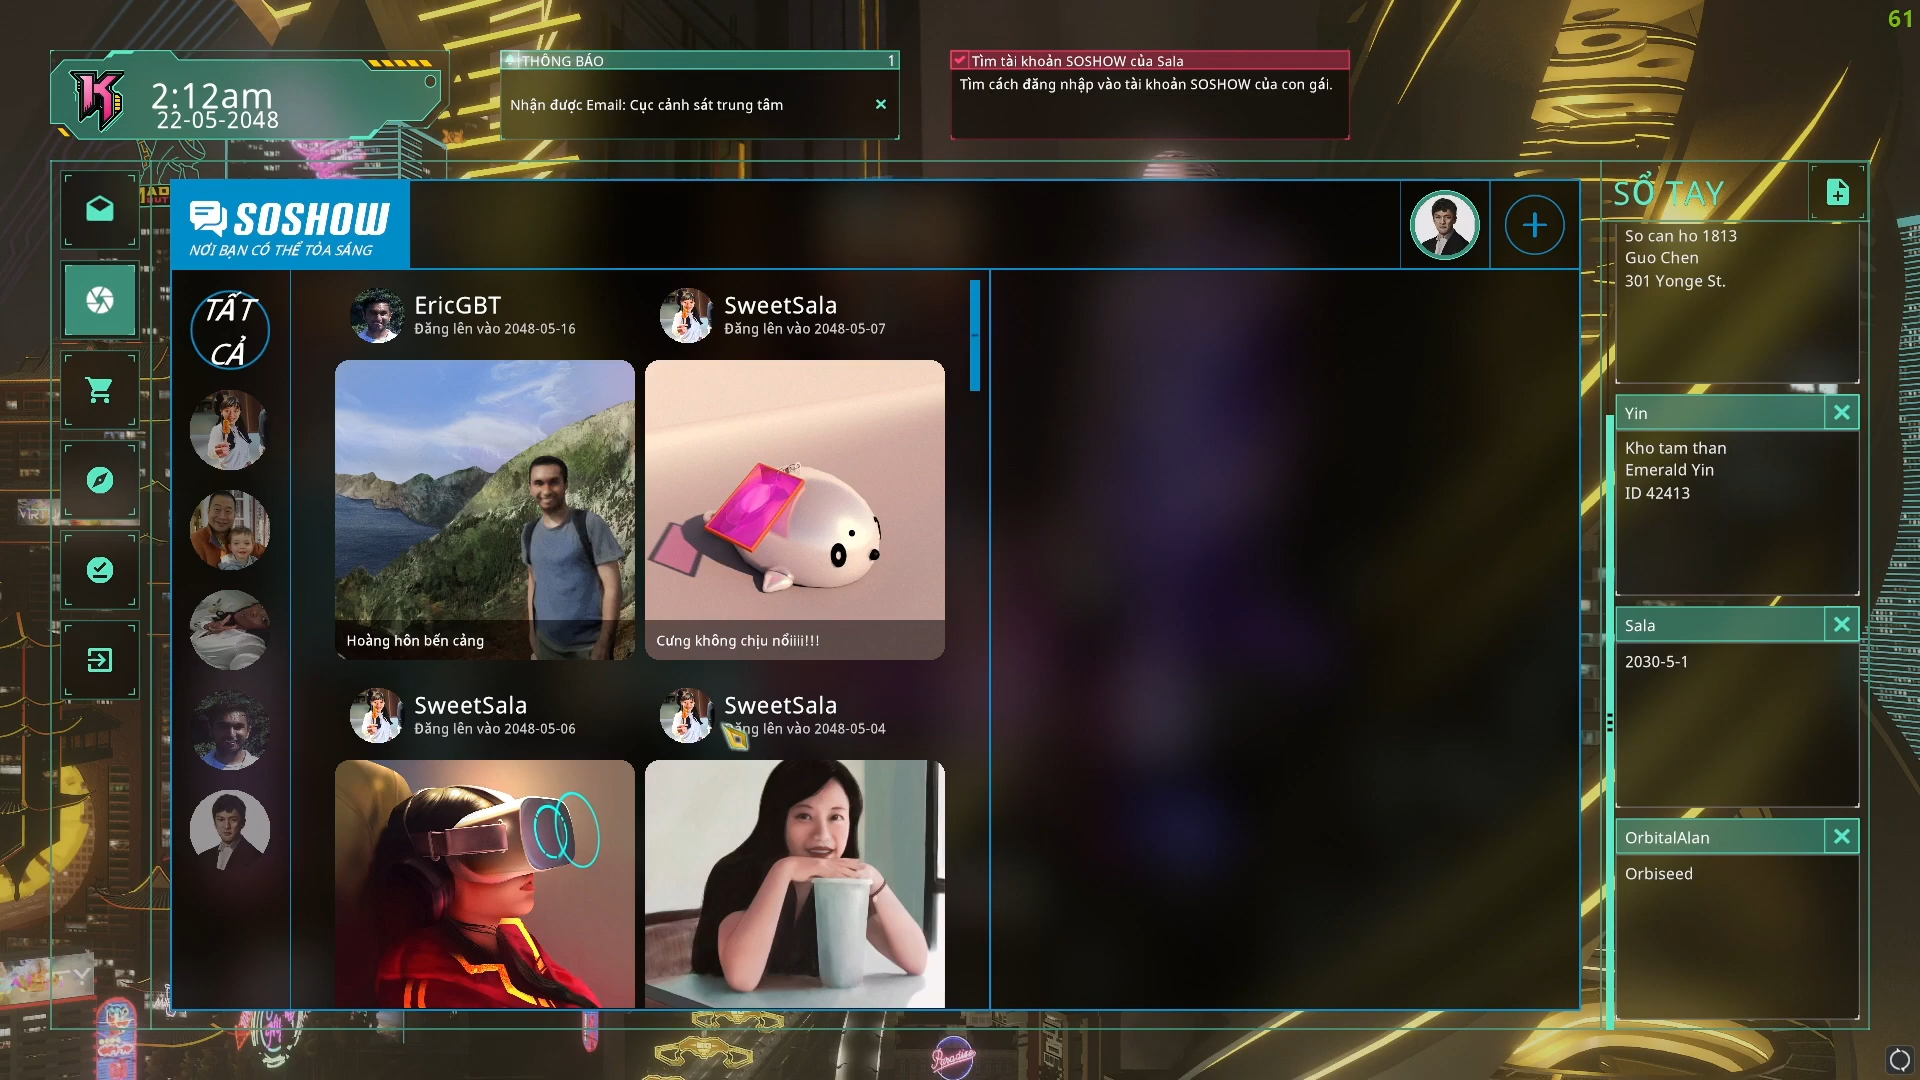 61
2:12am
22-05-2048
THÔNG BÁO
1
Nhận được Email: Cục cảnh sát trung tâm
Tìm tài khoản SOSHOW của Sala
Tìm cách đăng nhập vào tài khoản SOSHOW của con gái.
SOSHOW
NƠI BẠN CÓ THỂ TỎA SÁNG
TẤT
CẢ
EricGBT
Đăng lên vào 2048-05-16
Hoàng hôn bến cảng
SweetSala
Đăng lên vào 2048-05-07
Cưng không chịu nổiiii!!!
SweetSala
Đăng lên vào 2048-05-06
SweetSala
Đăng lên vào 2048-05-04
SỔ TAY
So can ho 1813
Guo Chen
301 Yonge St.
Yin
Kho tam than
Emerald Yin
ID 42413
Sala
2030-5-1
OrbitalAlan
Orbiseed
Paradise